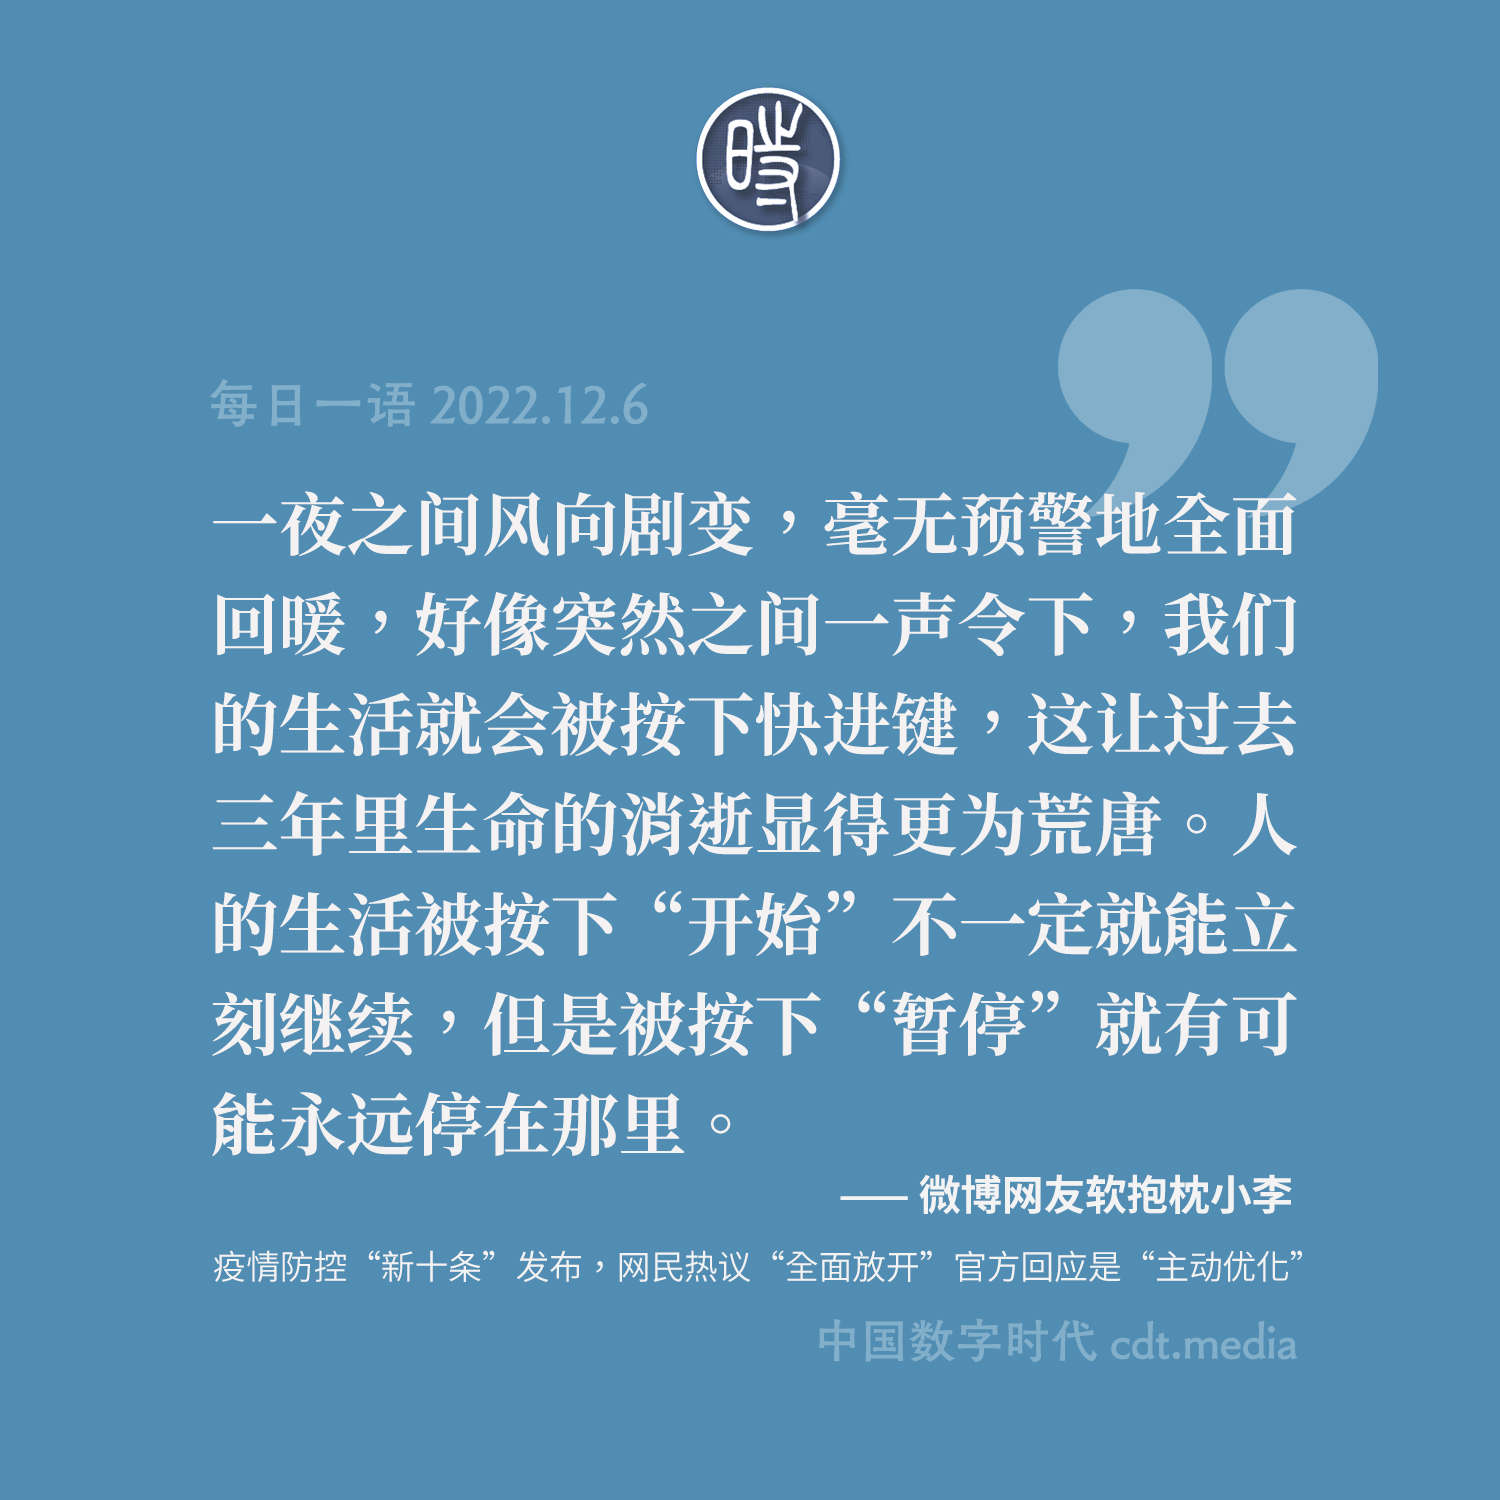 時
每日一语 2022.12.6
一夜之间风向剧变，毫无预警地全面
回暖，好像突然之间一声令下，我们
的生活就会被按下快进键，这让过去
三年里生命的消逝显得更为荒唐。人
的生活被按下“开始”不一定就能立
刻继续，但是被按下“暂停”就有可
能永远停在那里。
—— 微博网友软抱枕小李
疫情防控“新十条”发布，网民热议“全面放开”官方回应是“主动优化”
中国数字时代 cdt.media